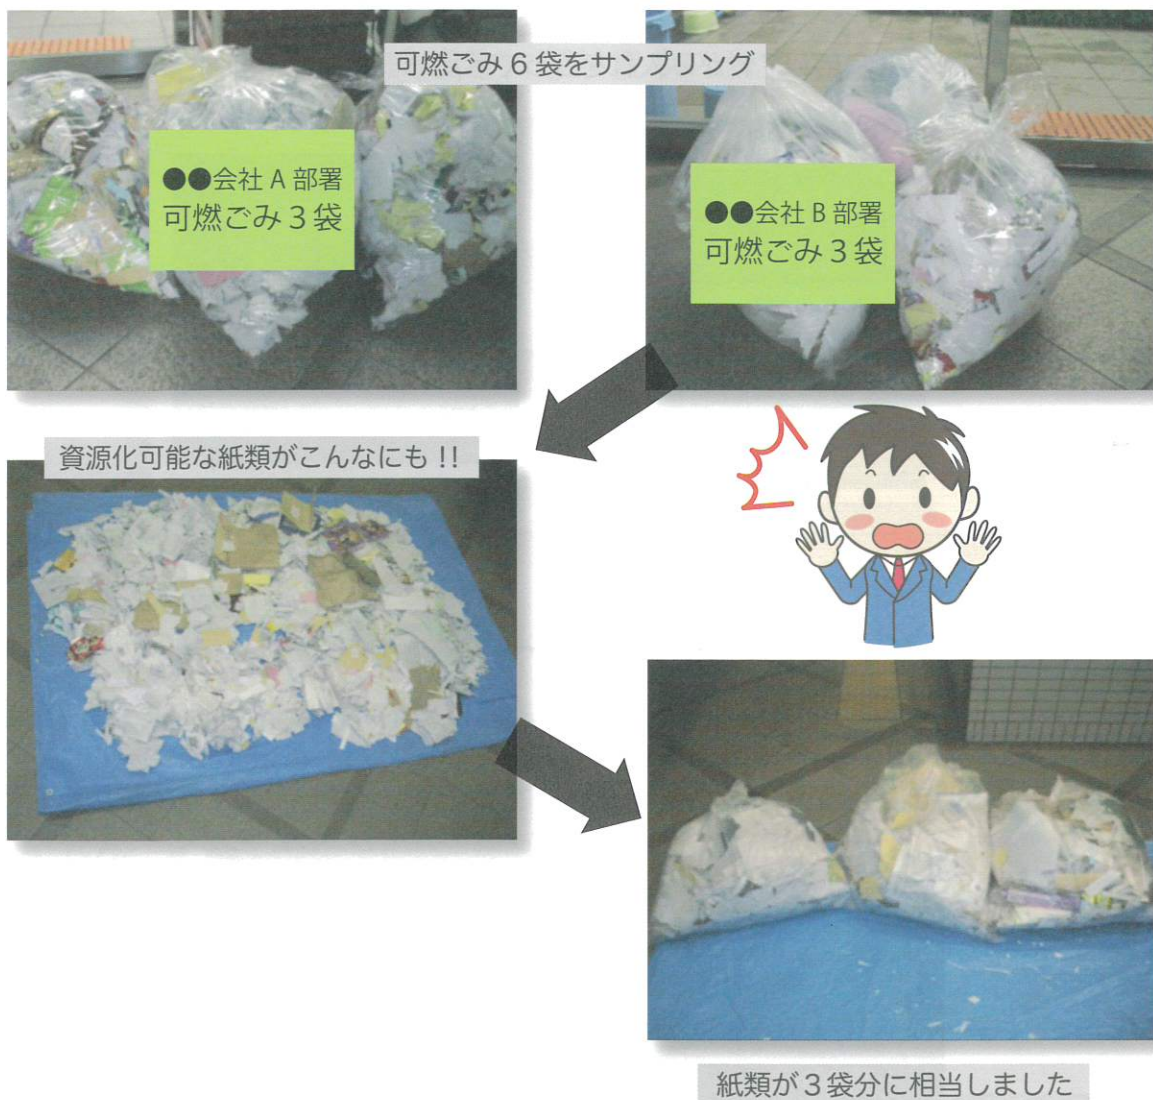 可燃ごみ6袋をサンプリング
●●会社A部署
可燃ごみ3袋
●●会社B部署
可燃ごみ3袋
資源化可能な紙類がこんなにも!!
紙類が3袋分に相当しました